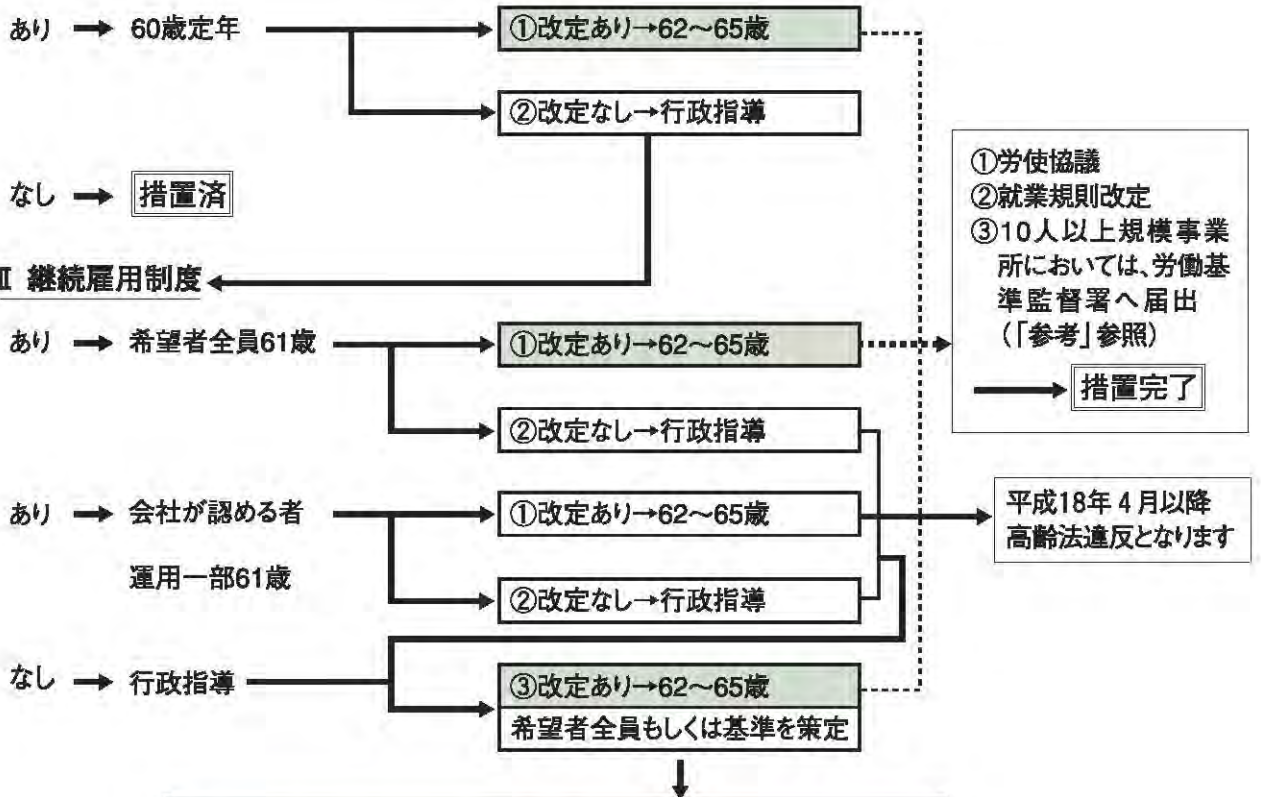 あり → 60歳定年
①改定あり→62～65歳
②改定なし→行政指導
なし → 措置済
Ⅱ 継続雇用制度
あり → 希望者全員61歳
①改定あり→62～65歳
②改定なし→行政指導
あり → 会社が認める者
運用一部61歳
①改定あり→62～65歳
②改定なし→行政指導
なし → 行政指導
③改定あり→62～65歳
希望者全員もしくは基準を策定
①労使協議
②就業規則改定
③10人以上規模事業
所においては、労働基
準監督署へ届出
（「参考」参照）
→ 措置完了
平成18年4月以降
高齢法違反となります